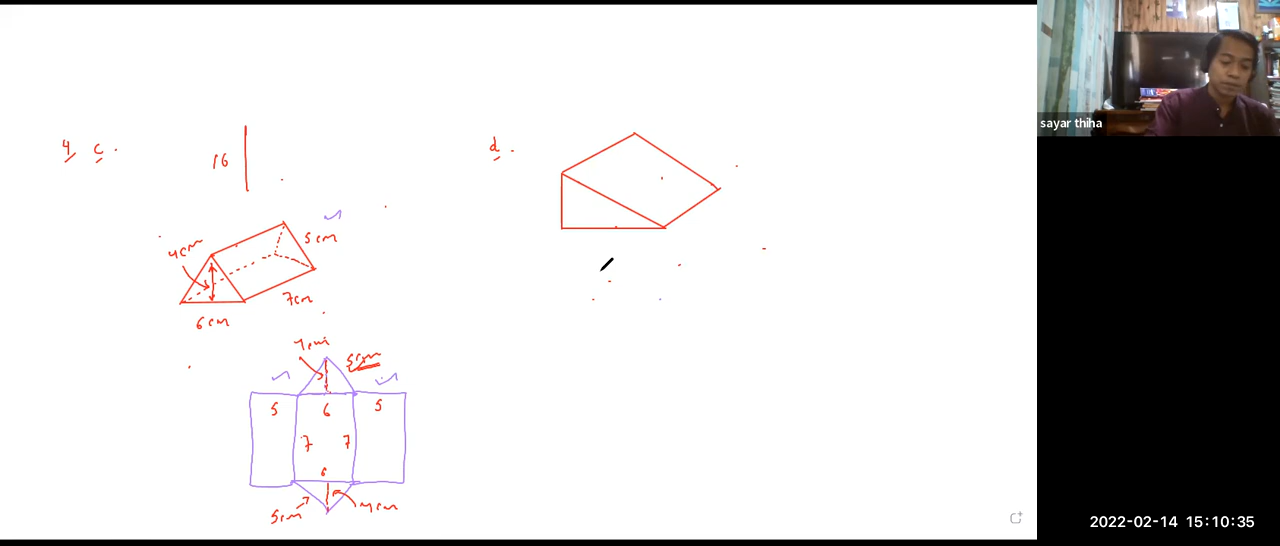 4 c.
16
4cm
5cm
7cm
6cm
4cm
5cm
5 6 5
7 7
6
5cm
4cm
d.
sayar thiha
2022-02-14 15:10:35